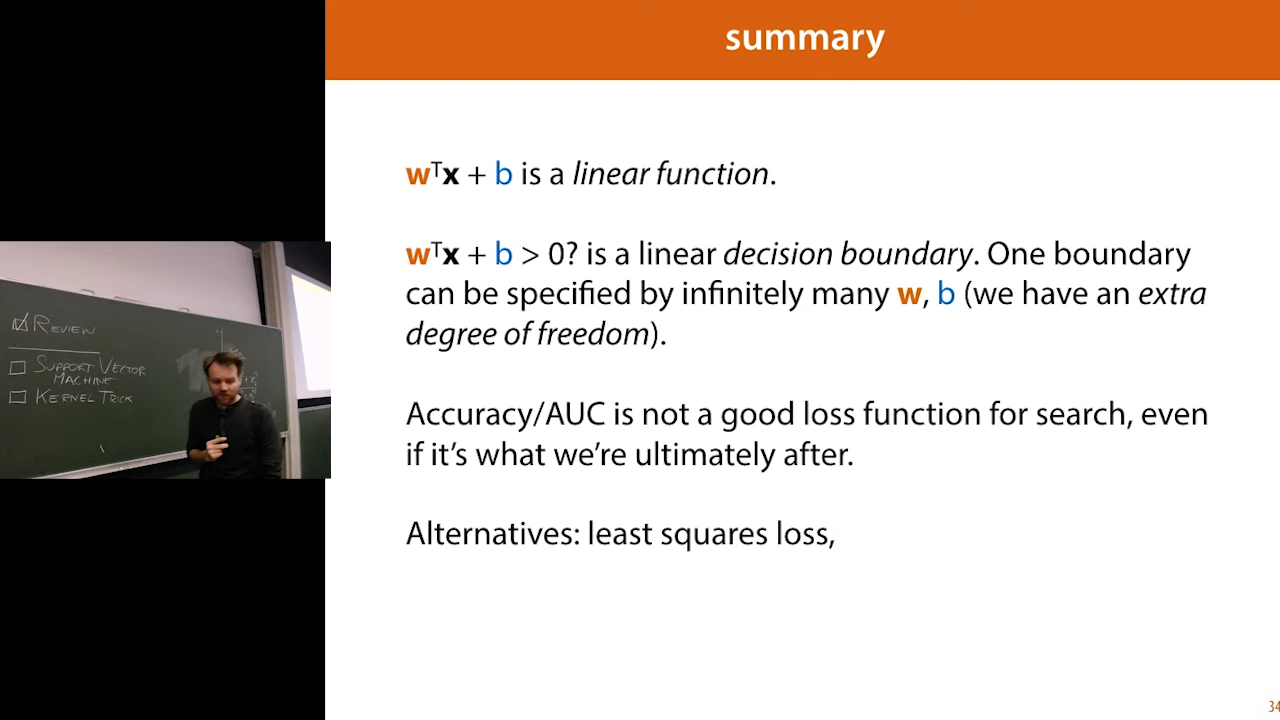 summary
wᵀx + b is a linear function.
wᵀx + b > 0? is a linear decision boundary. One boundary
can be specified by infinitely many w, b (we have an extra
degree of freedom).
Accuracy/AUC is not a good loss function for search, even
if it’s what we’re ultimately after.
Alternatives: least squares loss,
34
REVIEW
SUPPORT VECTOR
MACHINE
KERNEL TRICK